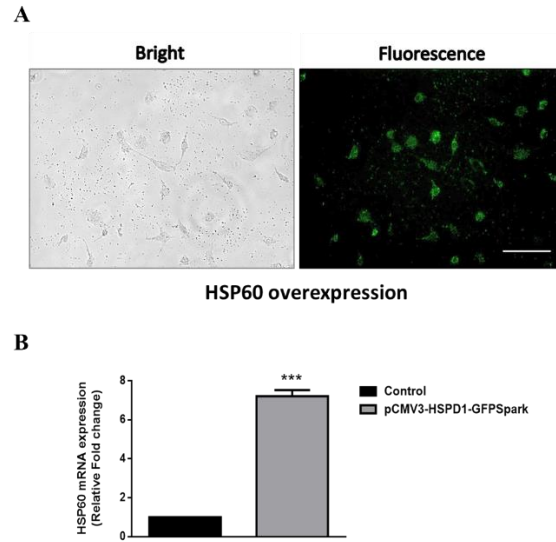 A
Bright Fluorescence
HSP60 overexpression
B
HSP60 mRNA expression
(Relative Fold change)
8
6
4
2
0
***
Control
pCMV3-HSPD1-GFPSpark